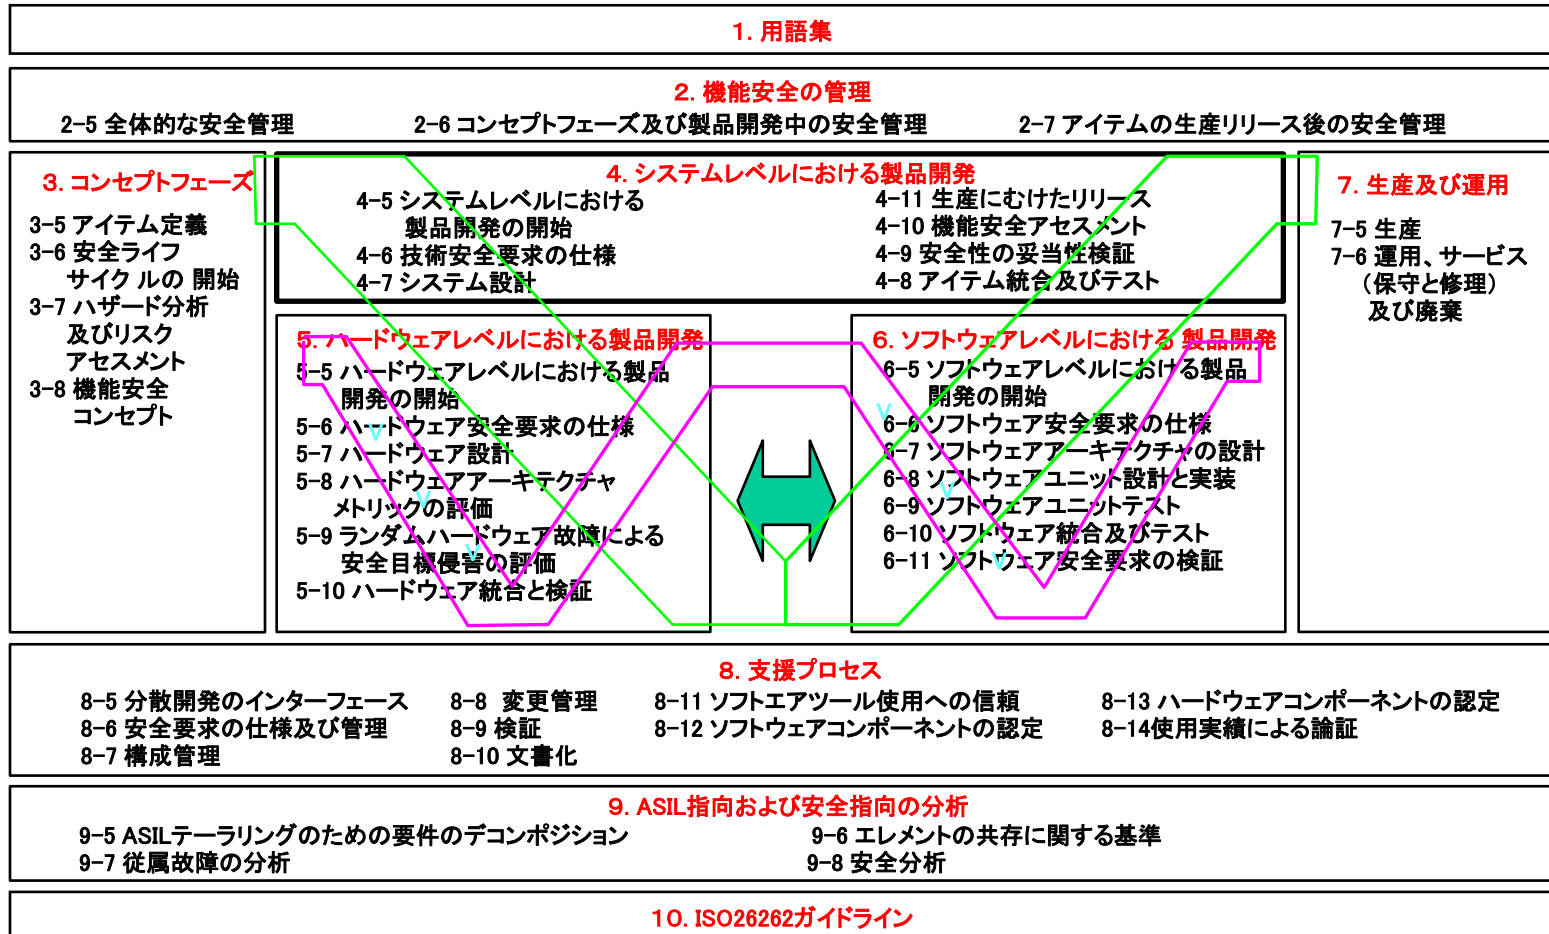 1. 用語集
2. 機能安全の管理
2-5 全体的な安全管理
2-6 コンセプトフェーズ及び製品開発中の安全管理
2-7 アイテムの生産リリース後の安全管理
3. コンセプトフェーズ
3-5 アイテム定義
3-6 安全ライフ
サイクルの 開始
3-7 ハザード分析
及びリスク
アセスメント
3-8 機能安全
コンセプト
4. システムレベルにおける製品開発
4-5 システムレベルにおける
製品開発の開始
4-6 技術安全要求の仕様
4-7 システム設計
4-11 生産にむけたリリース
4-10 機能安全アセスメント
4-9 安全性の妥当性検証
4-8 アイテム統合及びテスト
7. 生産及び運用
7-5 生産
7-6 運用、サービス
（保守と修理）
及び廃棄
5. ハードウェアレベルにおける製品開発
5-5 ハードウェアレベルにおける製品
開発の開始
5-6 ハードウェア安全要求の仕様
5-7 ハードウェア設計
5-8 ハードウェアアーキテクチャ
メトリックの評価
5-9 ランダムハードウェア故障による
安全目標侵害の評価
5-10 ハードウェア統合と検証
V
V
V
6. ソフトウェアレベルにおける 製品開発
6-5 ソフトウェアレベルにおける製品
開発の開始
6-6 ソフトウェア安全要求の仕様
6-7 ソフトウェアアーキテクチャの設計
6-8 ソフトウェアユニット設計と実装
6-9 ソフトウェアユニットテスト
6-10 ソフトウェア統合及びテスト
6-11 ソフトウェア安全要求の検証
V
V
V
8. 支援プロセス
8-5 分散開発のインターフェース
8-6 安全要求の仕様及び管理
8-7 構成管理
8-8 変更管理
8-9 検証
8-10 文書化
8-11 ソフトエアツール使用への信頼
8-12 ソフトウェアコンポーネントの認定
8-13 ハードウェアコンポーネントの認定
8-14使用実績による論証
9. ASIL指向および安全指向の分析
9-5 ASILテーラリングのための要件のデコンポジション
9-6 エレメントの共存に関する基準
9-7 従属故障の分析
9-8 安全分析
10. ISO26262ガイドライン